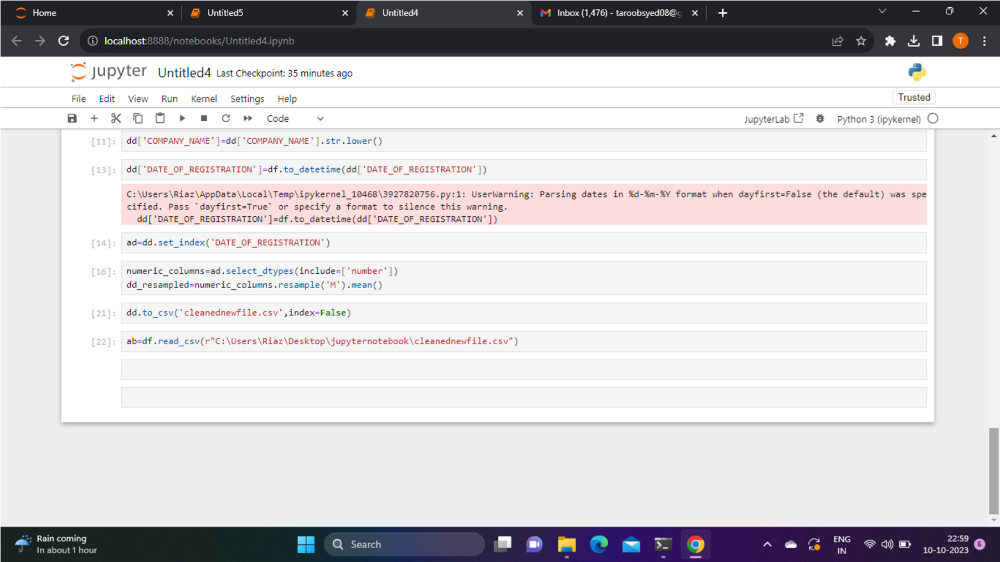 Home
Untitled5
Untitled4
Inbox (1,476) - taroobsyed08@g
localhost:8888/notebooks/Untitled4.ipynb
T
jupyter Untitled4 Last Checkpoint: 35 minutes ago
File Edit View Run Kernel Settings Help
Trusted
Code
JupyterLab
Python 3 (ipykernel)
[11]: dd['COMPANY_NAME']=dd['COMPANY_NAME'].str.lower()
[13]: dd['DATE_OF_REGISTRATION']=df.to_datetime(dd['DATE_OF_REGISTRATION'])
C:\Users\Riaz\AppData\Local\Temp\ipykernel_10468\3927820756.py:1: UserWarning: Parsing dates in %d-%m-%Y format when dayfirst=False (the default) was spe
cified. Pass `dayfirst=True` or specify a format to silence this warning.
dd['DATE_OF_REGISTRATION']=df.to_datetime(dd['DATE_OF_REGISTRATION'])
[14]: ad=dd.set_index('DATE_OF_REGISTRATION')
[16]: numeric_columns=ad.select_dtypes(include=['number'])
dd_resampled=numeric_columns.resample('M').mean()
[21]: dd.to_csv('cleanednewfile.csv',index=False)
[22]: ab=df.read_csv(r"C:\Users\Riaz\Desktop\jupyternotebook\cleanednewfile.csv")
Rain coming
In about 1 hour
Search
ENG
IN
22:59
10-10-2023
6